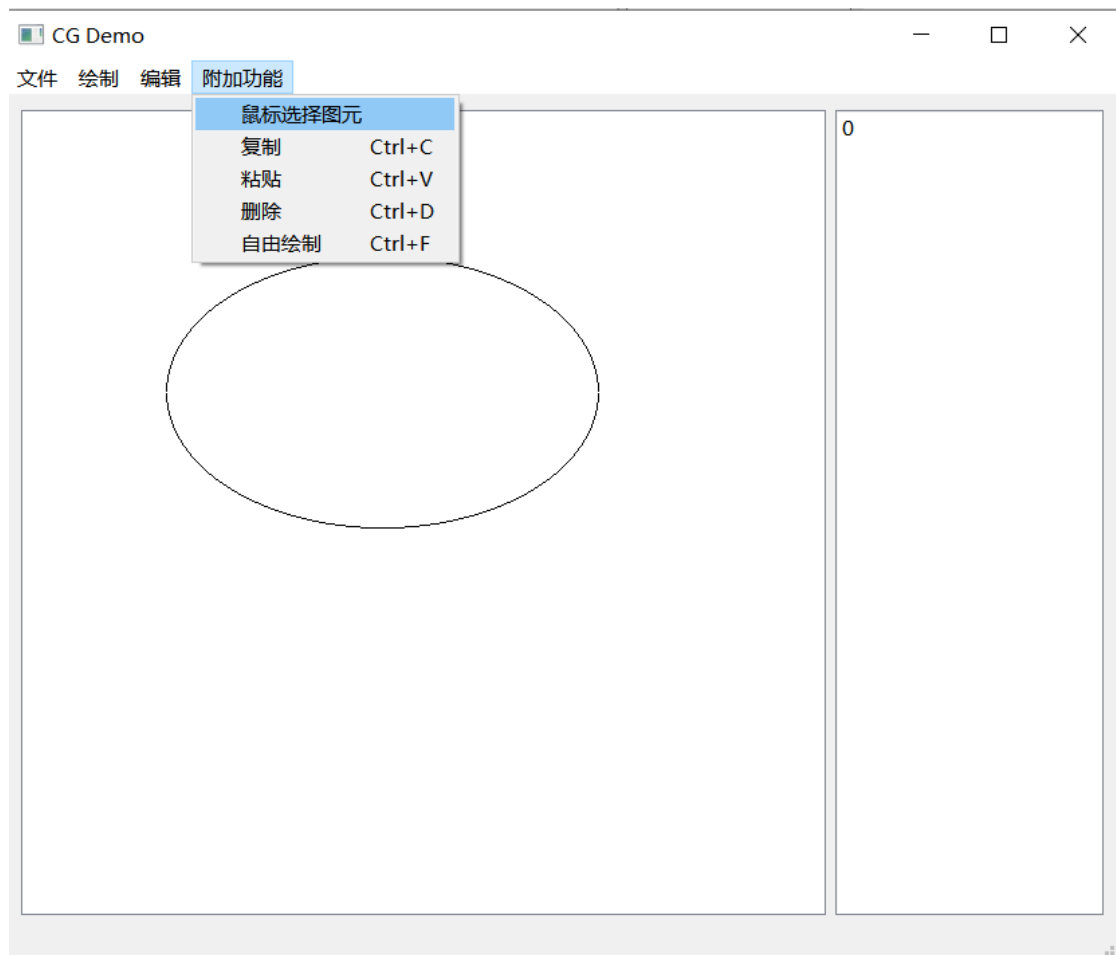 CG Demo
文件 绘制 编辑 附加功能
鼠标选择图元
复制 Ctrl+C
粘贴 Ctrl+V
删除 Ctrl+D
自由绘制 Ctrl+F
0